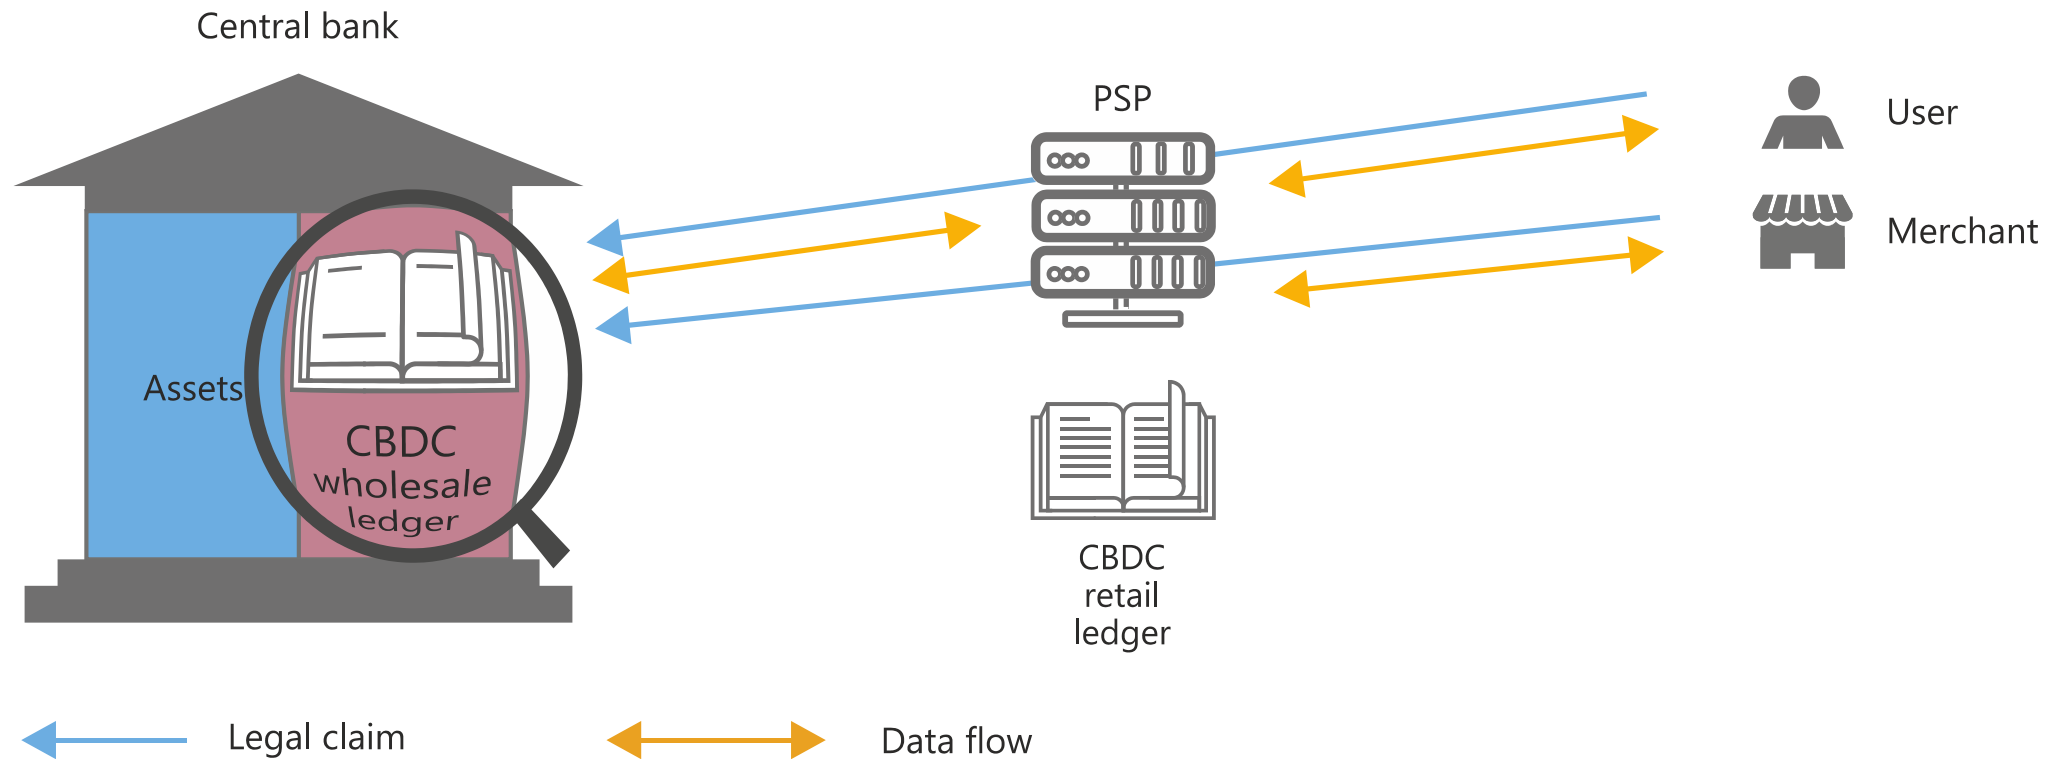 Central bank
PSP
User
Merchant
Assets
CBDC
wholesale
ledger
CBDC
retail
ledger
Legal claim
Data flow